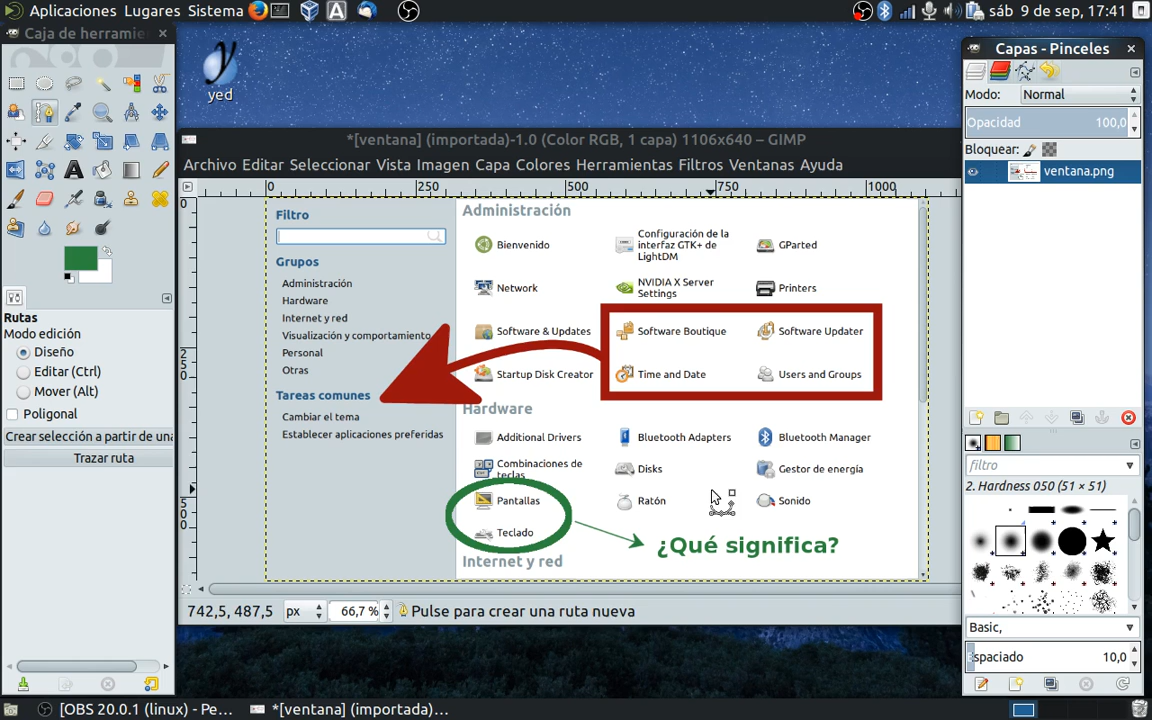 Aplicaciones Lugares Sistema
sáb 9 de sep, 17:41
Caja de herramie
yed
*[ventana] (importada)-1.0 (Color RGB, 1 capa) 1106x640 – GIMP
Archivo Editar Seleccionar Vista Imagen Capa Colores Herramientas Filtros Ventanas Ayuda
0 250 500 750 1000
0
250
500
Rutas
Modo edición
Diseño
Editar (Ctrl)
Mover (Alt)
Poligonal
Crear selección a partir de una
Trazar ruta
Filtro
Grupos
Administración
Hardware
Internet y red
Visualización y comportamiento
Personal
Otras
Tareas comunes
Cambiar el tema
Establecer aplicaciones preferidas
Administración
Bienvenido
Configuración de la
interfaz GTK+ de
LightDM
GParted
Network
NVIDIA X Server
Settings
Printers
Software & Updates
Software Boutique
Software Updater
Startup Disk Creator
Time and Date
Users and Groups
Hardware
Additional Drivers
Bluetooth Adapters
Bluetooth Manager
Combinaciones de
teclas
Disks
Gestor de energía
Pantallas
Ratón
Sonido
Teclado
¿Qué significa?
Internet y red
742,5, 487,5 px 66,7 % Pulse para crear una ruta nueva
Capas - Pinceles
Modo: Normal
Opacidad 100,0
Bloquear:
ventana.png
filtro
2. Hardness 050 (51 × 51)
Basic,
Espaciado 10,0
[OBS 20.0.1 (linux) - Pe...
*[ventana] (importada)...